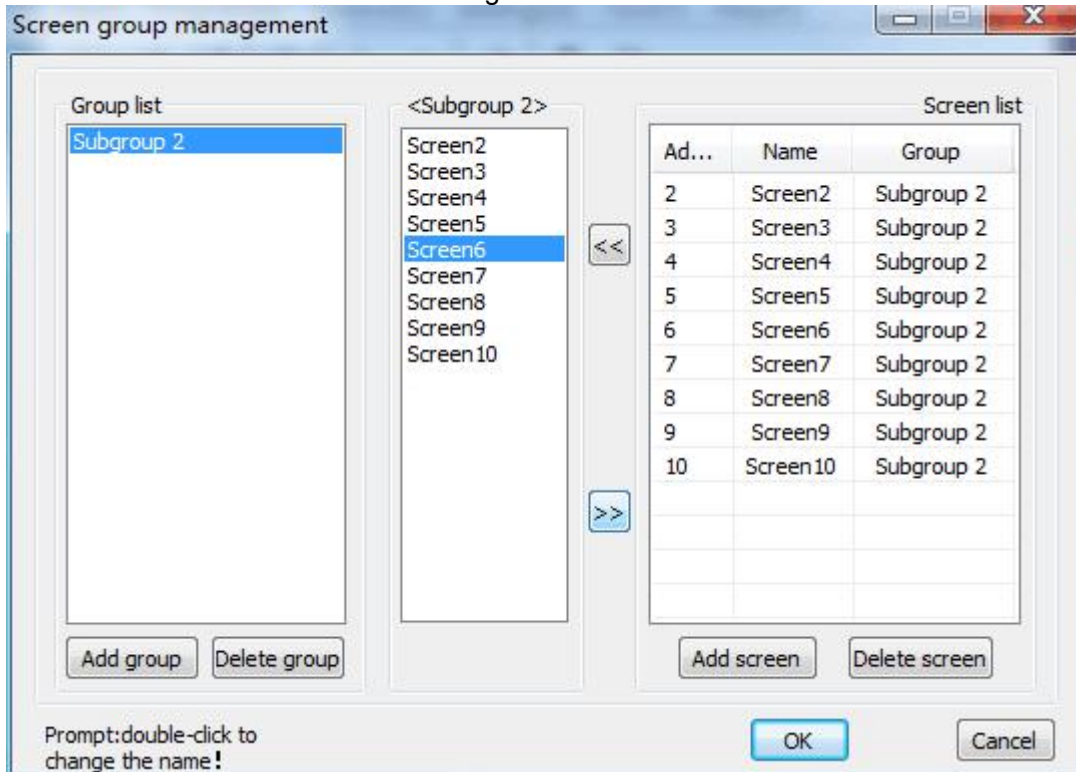 Screen group management
Group list
Subgroup 2
Add group
Delete group
<Subgroup 2>
Screen2
Screen3
Screen4
Screen5
Screen6
Screen7
Screen8
Screen9
Screen10
<<
>>
Screen list
Ad... Name Group
2 Screen2 Subgroup 2
3 Screen3 Subgroup 2
4 Screen4 Subgroup 2
5 Screen5 Subgroup 2
6 Screen6 Subgroup 2
7 Screen7 Subgroup 2
8 Screen8 Subgroup 2
9 Screen9 Subgroup 2
10 Screen10 Subgroup 2
Add screen
Delete screen
Prompt:double-click to
change the name!
OK
Cancel